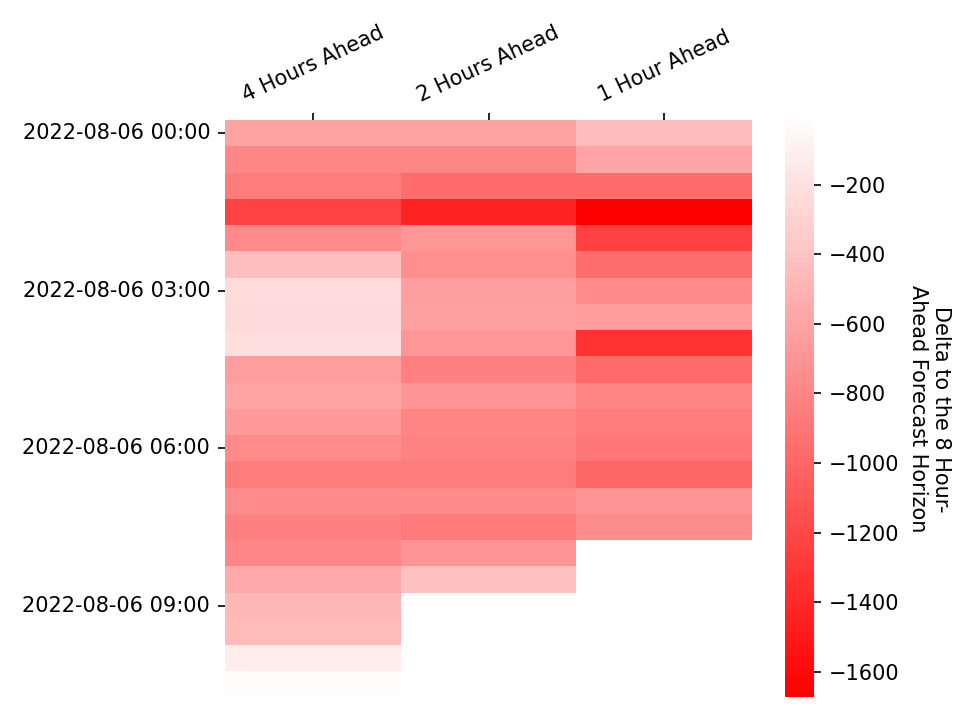 4 Hours Ahead
2 Hours Ahead
1 Hour Ahead
2022-08-06 00:00
2022-08-06 03:00
2022-08-06 06:00
2022-08-06 09:00
−200
−400
−600
−800
−1000
−1200
−1400
−1600
Delta to the 8 Hour-
Ahead Forecast Horizon